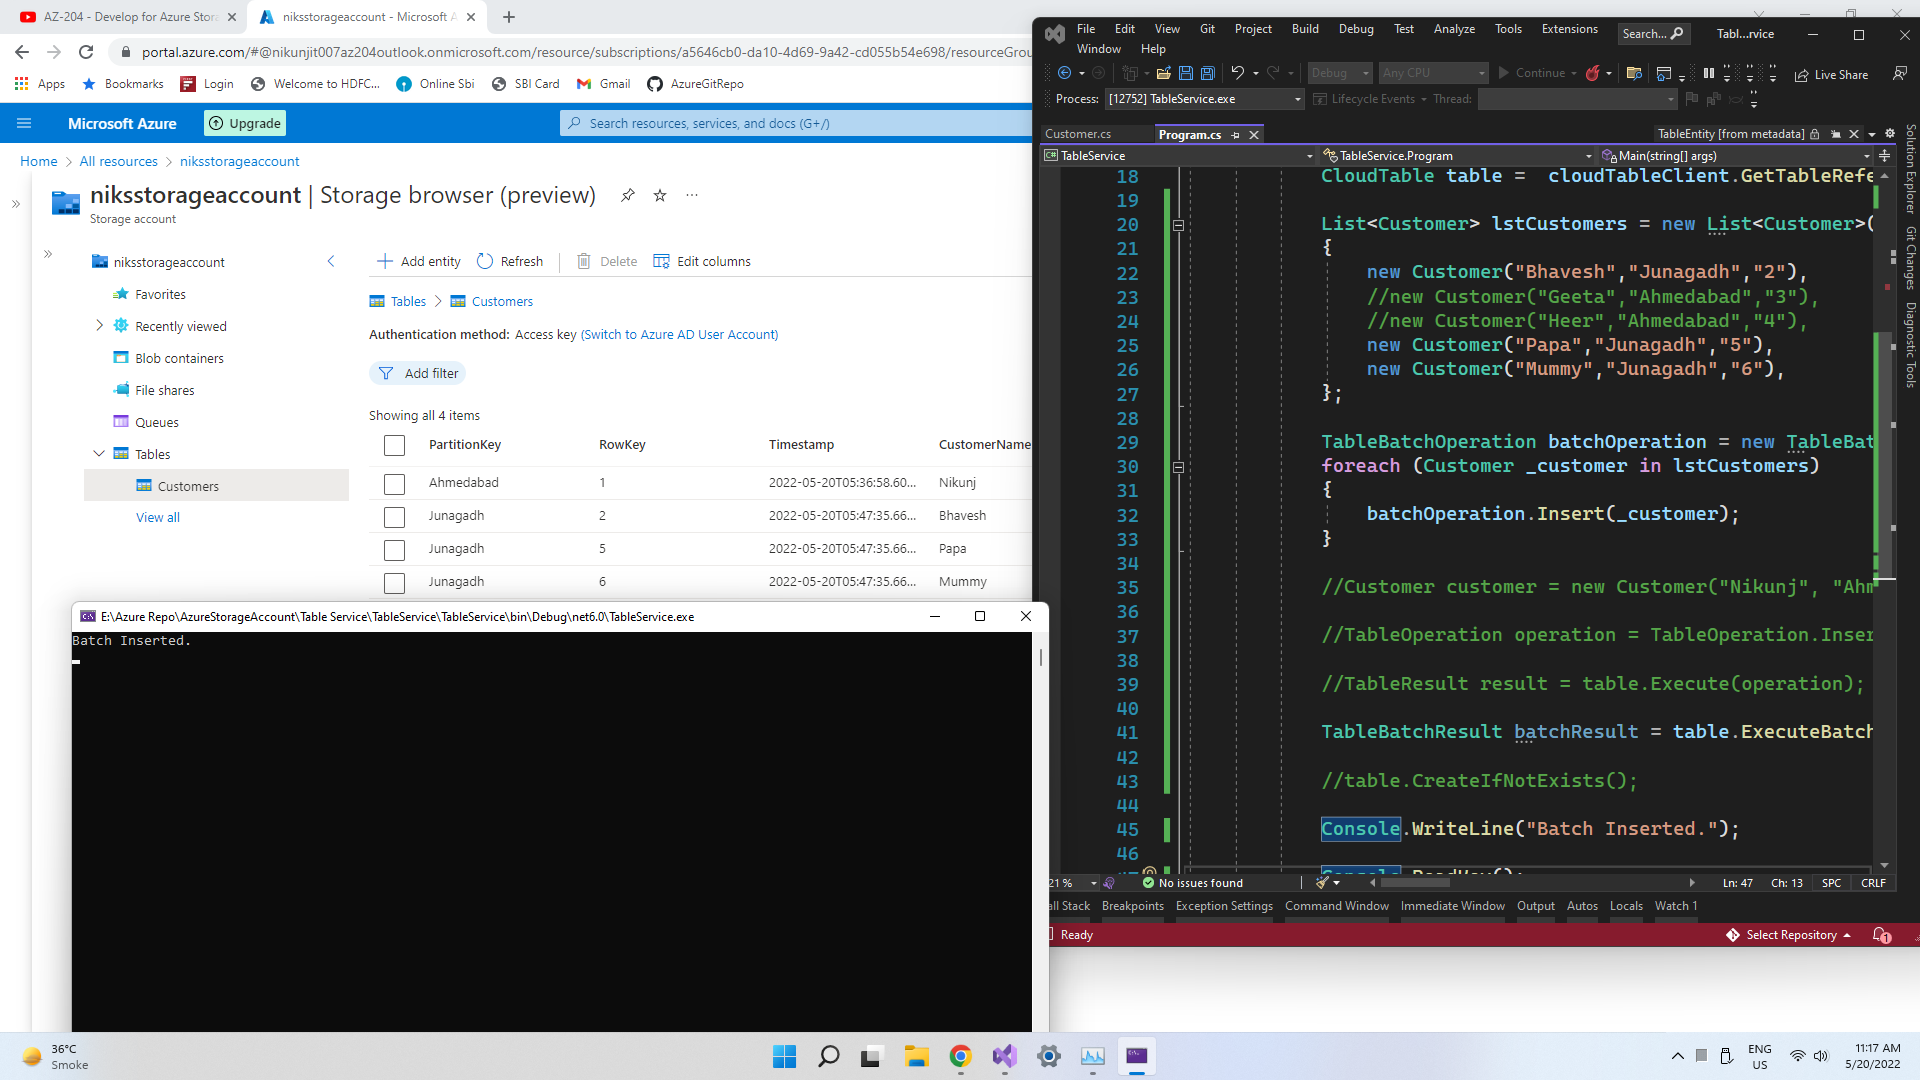 AZ-204 - Develop for Azure Stora
niksstorageaccount - Microsoft A
portal.azure.com/#@nikunjit007az204outlook.onmicrosoft.com/resource/subscriptions/a5646cb0-da10-4d69-9a42-cd055b54e698/resourceGrou
Apps
Bookmarks
Login
Welcome to HDFC...
Online Sbi
SBI Card
Gmail
AzureGitRepo
Microsoft Azure
Upgrade
Search resources, services, and docs (G+/)
Home > All resources > niksstorageaccount
niksstorageaccount | Storage browser (preview)
Storage account
niksstorageaccount
Favorites
Recently viewed
Blob containers
File shares
Queues
Tables
Customers
View all
Add entity
Refresh
Delete
Edit columns
Tables > Customers
Authentication method: Access key (Switch to Azure AD User Account)
Add filter
Showing all 4 items
PartitionKey RowKey Timestamp CustomerName
Ahmedabad 1 2022-05-20T05:36:58.60... Nikunj
Junagadh 2 2022-05-20T05:47:35.66... Bhavesh
Junagadh 5 2022-05-20T05:47:35.66... Papa
Junagadh 6 2022-05-20T05:47:35.66... Mummy
E:\Azure Repo\AzureStorageAccount\Table Service\TableService\TableService\bin\Debug\net6.0\TableService.exe
Batch Inserted.
File Edit View Git Project Build Debug Test Analyze Tools Extensions
Window Help
Search...
Tabl...rvice
Debug
Any CPU
Continue
Live Share
Process: [12752] TableService.exe
Lifecycle Events
Thread:
Customer.cs
Program.cs
TableEntity [from metadata]
TableService
TableService.Program
Main(string[] args)
18 CloudTable table = cloudTableClient.GetTableRefe
19
20 List<Customer> lstCustomers = new List<Customer>(
21 {
22 new Customer("Bhavesh","Junagadh","2"),
23 //new Customer("Geeta","Ahmedabad","3"),
24 //new Customer("Heer","Ahmedabad","4"),
25 new Customer("Papa","Junagadh","5"),
26 new Customer("Mummy","Junagadh","6"),
27 };
28
29 TableBatchOperation batchOperation = new TableBat
30 foreach (Customer _customer in lstCustomers)
31 {
32 batchOperation.Insert(_customer);
33 }
34
35 //Customer customer = new Customer("Nikunj", "Ahm
36
37 //TableOperation operation = TableOperation.Inser
38
39 //TableResult result = table.Execute(operation);
40
41 TableBatchResult batchResult = table.ExecuteBatch
42
43 //table.CreateIfNotExists();
44
45 Console.WriteLine("Batch Inserted.");
46
Console.ReadKey();
21 %
No issues found
Ln: 47 Ch: 13 SPC CRLF
all Stack Breakpoints Exception Settings Command Window Immediate Window Output Autos Locals Watch 1
Ready
Select Repository
1
Solution Explorer
Git Changes
Diagnostic Tools
36°C
Smoke
ENG
US
11:17 AM
5/20/2022